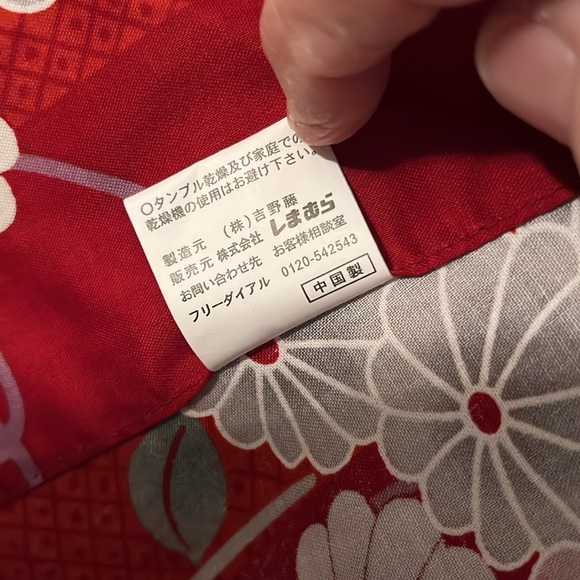 〇タンブル乾燥及び家庭での
乾燥機の使用はお避け下さい。
製造元 (株)吉野藤
販売元 株式会社 しまむら
お問い合わせ先 お客様相談室
フリーダイアル 0120-542543
中国製